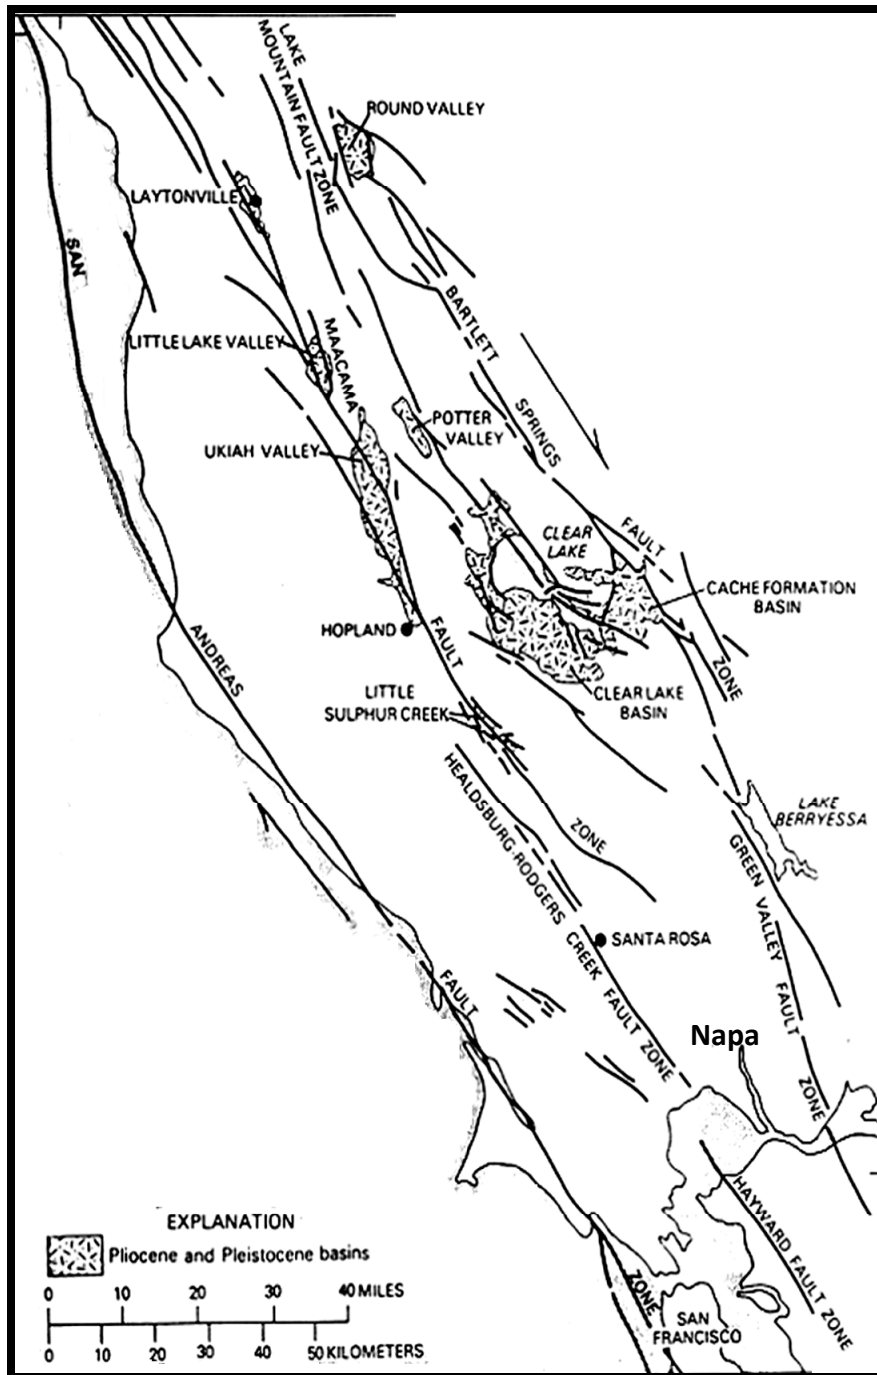 LAKE
MOUNTAIN FAULT ZONE
ROUND VALLEY
LAYTONVILLE
SAN
BARTLETT
LITTLE LAKE VALLEY
MAACAMA
POTTER
VALLEY
SPRINGS
UKIAH VALLEY
FAULT
CLEAR
LAKE
CACHE FORMATION
BASIN
HOPLAND
FAULT
ANDREAS
ZONE
CLEAR LAKE
BASIN
LITTLE
SULPHUR CREEK
HEALDSBURG-RODGERS CREEK FAULT ZONE
ZONE
LAKE
BERRYESSA
GREEN VALLEY FAULT
ZONE
SANTA ROSA
FAULT
Napa
HAYWARD FAULT ZONE
ZONE
SAN
FRANCISCO
EXPLANATION
Pliocene and Pleistocene basins
0 10 20 30 40 MILES
0 10 20 30 40 50 KILOMETERS